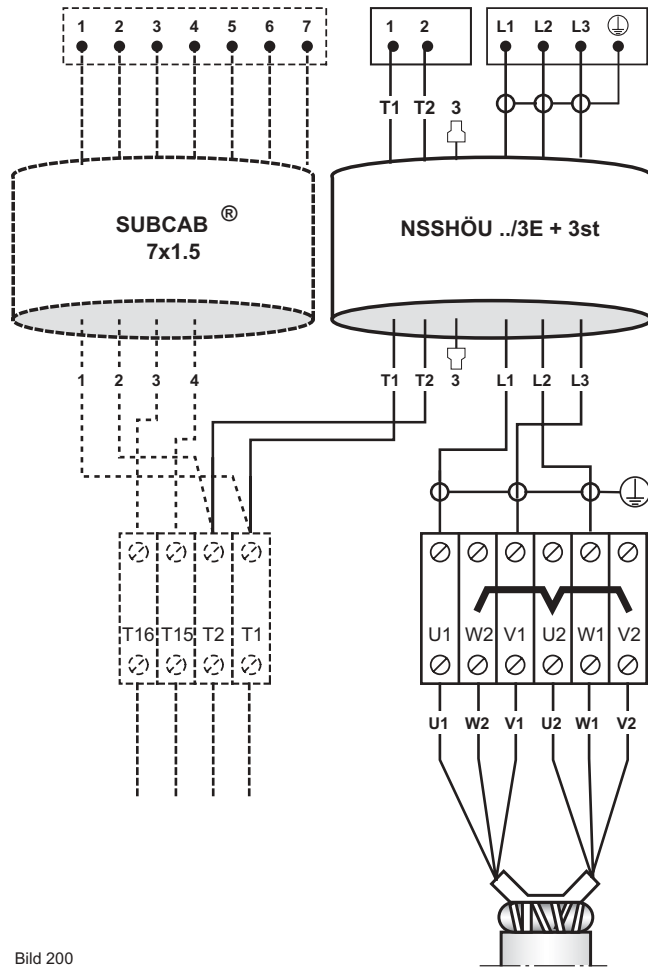 1 2 3 4 5 6 7
1 2
L1 L2 L3
T1 T2 3
SUBCAB ®
7x1.5
NSSHÖU ../3E + 3st
1 2 3 4
T1 T2 3 L1 L2 L3
T16 T15 T2 T1
U1 W2 V1 U2 W1 V2
U1 W2 V1 U2 W1 V2
Bild 200